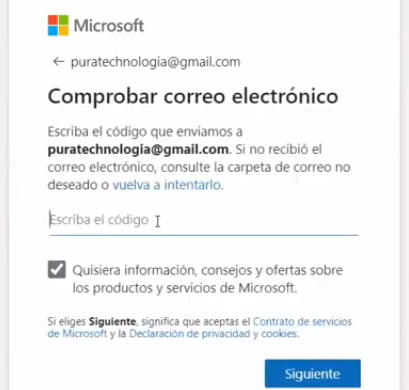 Microsoft
← puratechnologia@gmail.com
Comprobar correo electrónico
Escriba el código que enviamos a
puratechnologia@gmail.com. Si no recibió el
correo electrónico, consulte la carpeta de correo no
deseado o vuelva a intentarlo.
Escriba el código
Quisiera información, consejos y ofertas sobre
los productos y servicios de Microsoft.
Si eliges Siguiente, significa que aceptas el Contrato de servicios
de Microsoft y la Declaración de privacidad y cookies.
Siguiente